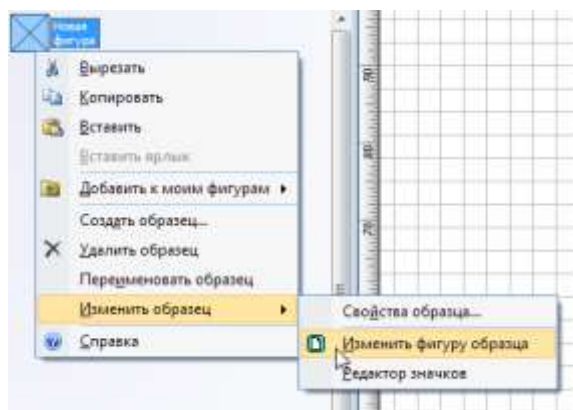 Новая
фигура
Вырезать
Копировать
Вставить
Вставить ярлык
Добавить к моим фигурам
Создать образец...
Удалить образец
Переименовать образец
Изменить образец
Свойства образца...
Изменить фигуру образца
Справка
Редактор значков